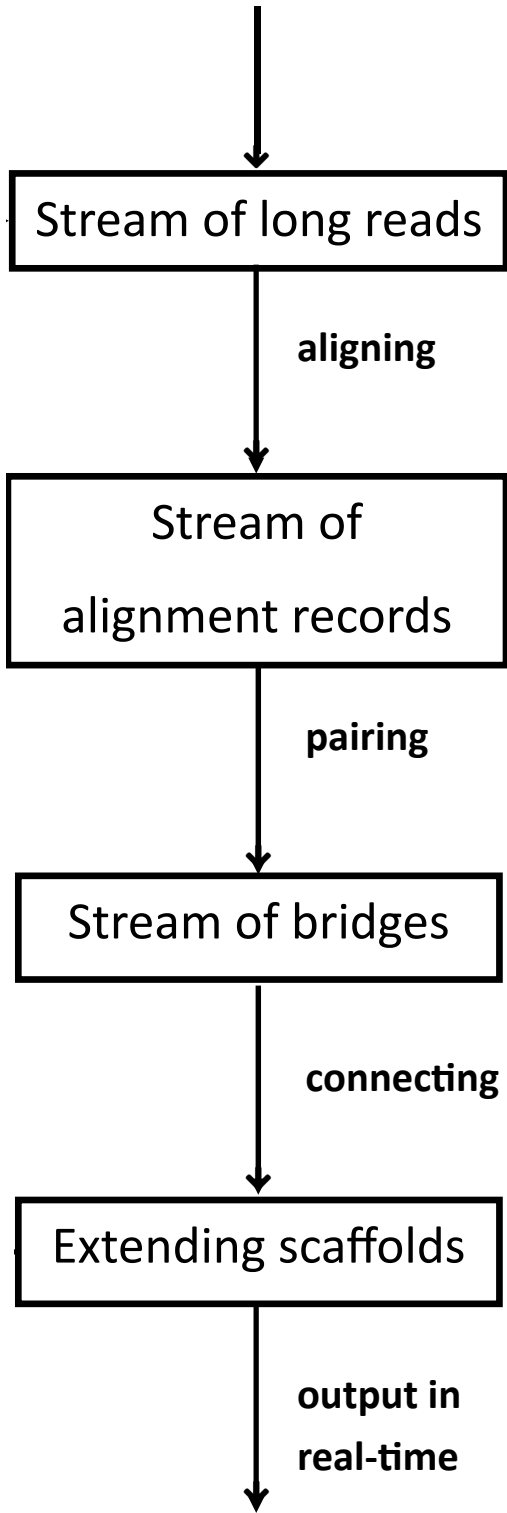 Stream of long reads
aligning
Stream of
alignment records
pairing
Stream of bridges
connecting
Extending scaffolds
output in
real-time